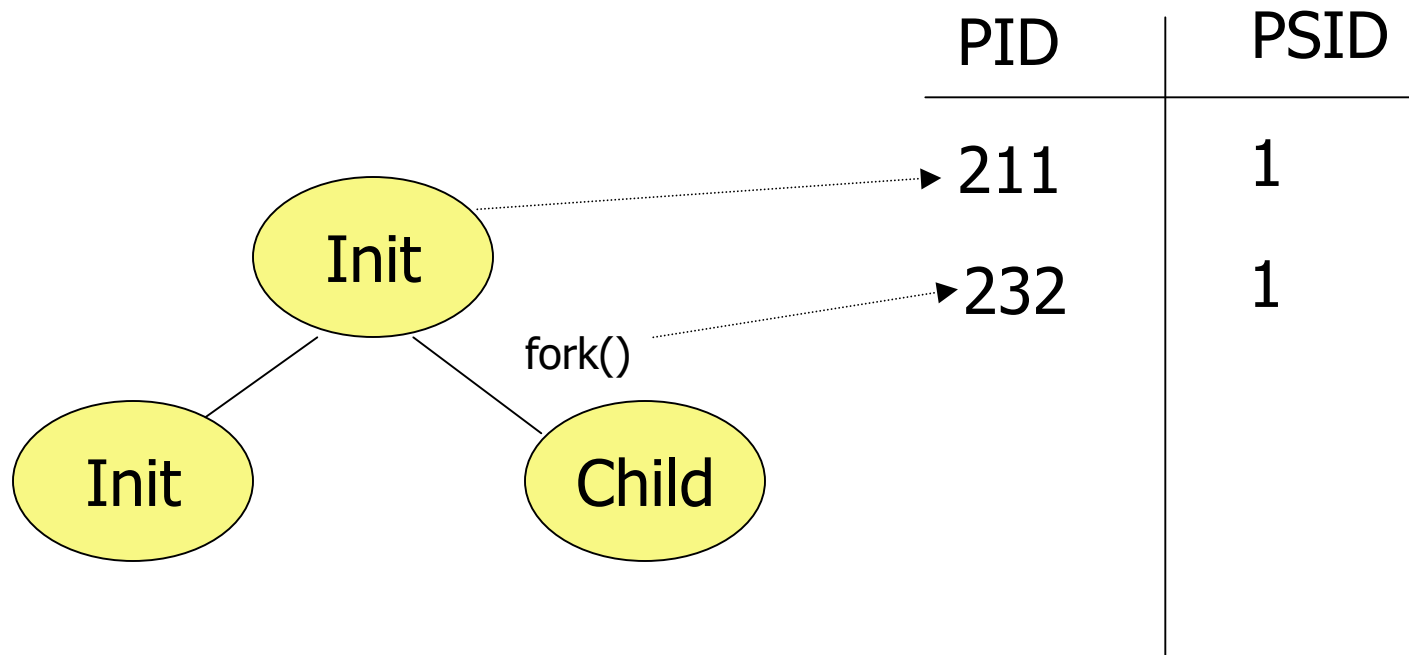 PID PSID
211 1
Init
232 1
fork()
Init Child